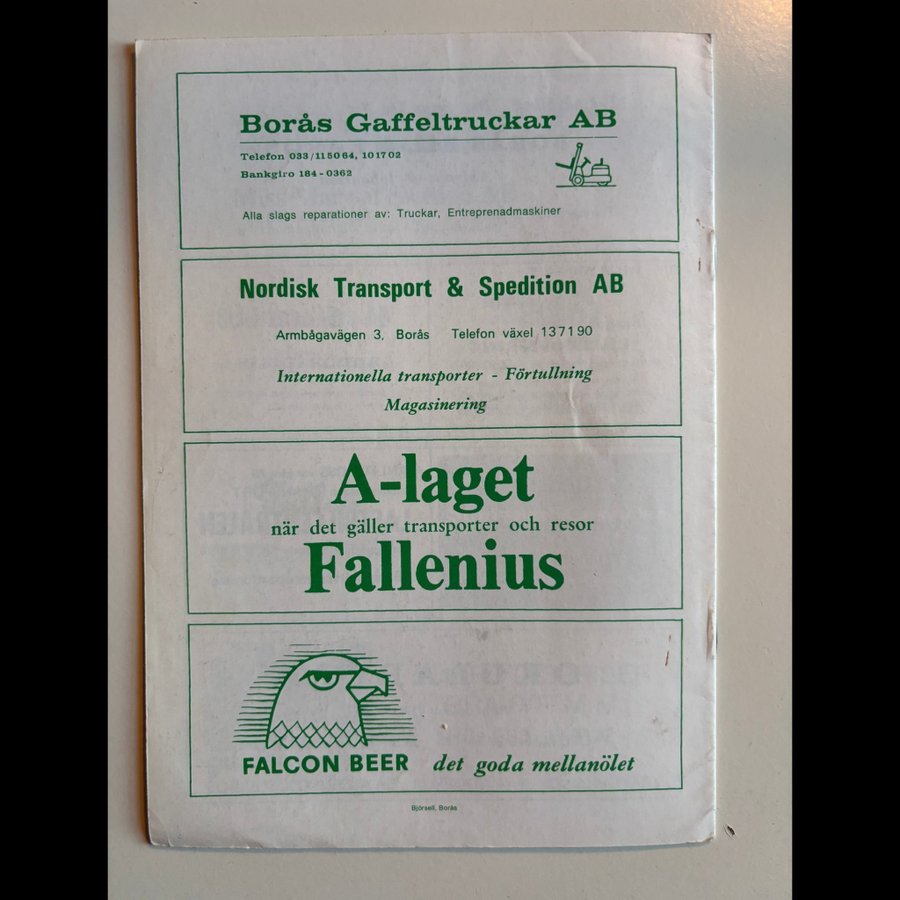 Borås Gaffeltruckar AB
Telefon 033/115064, 101702
Bankgiro 184-0362
Alla slags reparationer av: Truckar, Entreprenadmaskiner
Nordisk Transport & Spedition AB
Armbågavägen 3, Borås Telefon växel 137190
Internationella transporter - Förtullning
Magasinering
A-laget
när det gäller transporter och resor
Fallenius
FALCON BEER det goda mellanölet
Björsell, Borås